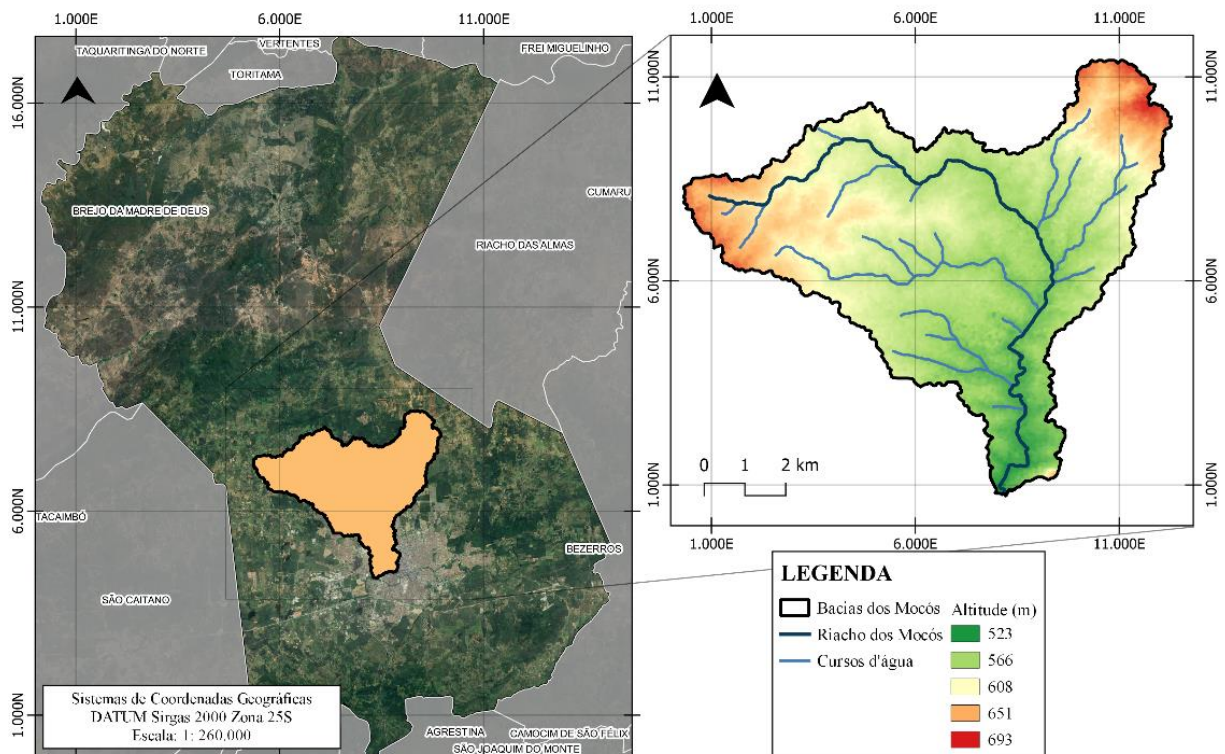 1.000E 6.000E 11.000E
TAQUARITINGA DO NORTE
VERTENTES
FREI MIGUELINHO
TORITAMA
CUMARU
BREJO DA MADRE DE DEUS
RIACHO DAS ALMAS
TACAIMBÓ
BEZERROS
SÃO CAITANO
AGRESTINA
CAMOCIM DE SÃO FÉLIX
SÃO JOAQUIM DO MONTE
16.000N
11.000N
6.000N
1.000N
Sistemas de Coordenadas Geográficas
DATUM Sirgas 2000 Zona 25S
Escala: 1: 260.000
1.000E 6.000E 11.000E
11.000N
6.000N
1.000N
11.000N
6.000N
1.000N
0 1 2 km
1.000E 6.000E 11.000E
LEGENDA
Bacias dos Mocós
Riacho dos Mocós
Cursos d'água
Altitude (m)
523
566
608
651
693